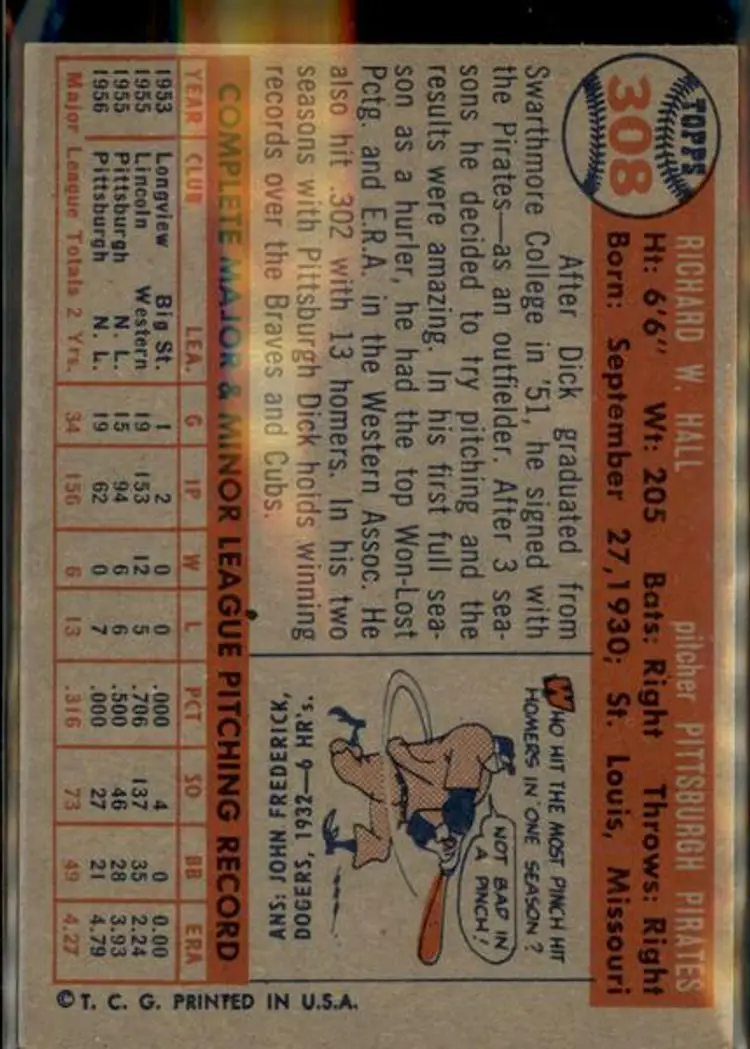 TOPPS
308
RICHARD W. HALL pitcher PITTSBURGH PIRATES
Ht: 6'6" Wt: 205 Bats: Right Throws: Right
Born: September 27,1930; St. Louis, Missouri
After Dick graduated from
Swarthmore College in '51, he signed with
the Pirates—as an outfielder. After 3 sea-
sons he decided to try pitching and the
results were amazing. In his first full sea-
son as a hurler, he had the top Won-Lost
Pctg. and E.R.A. in the Western Assoc. He
also hit .302 with 13 homers. In his two
seasons with Pittsburgh Dick holds winning
records over the Braves and Cubs.
WHO HIT THE MOST PINCH HIT
HOMERS IN ONE SEASON?
NOT BAD IN
A PINCH!
ANS: JOHN FREDERICK,
DOGERS, 1932—6 HR's.
COMPLETE MAJOR & MINOR LEAGUE PITCHING RECORD
YEAR CLUB LEA. G IP W L PCT SO BB ERA
1953 Longview Big St. 1 2 0 0 .000 4 0 0.00
1955 Lincoln Western 19 153 12 5 .706 137 35 2.24
1955 Pittsburgh N. L. 15 94 6 6 .500 46 28 3.93
1956 Pittsburgh N. L. 19 62 0 7 .000 27 21 4.79
Major League Totals 2 Yrs. 34 156 6 13 .316 73 49 4.27
© T. C. G. PRINTED IN U.S.A.